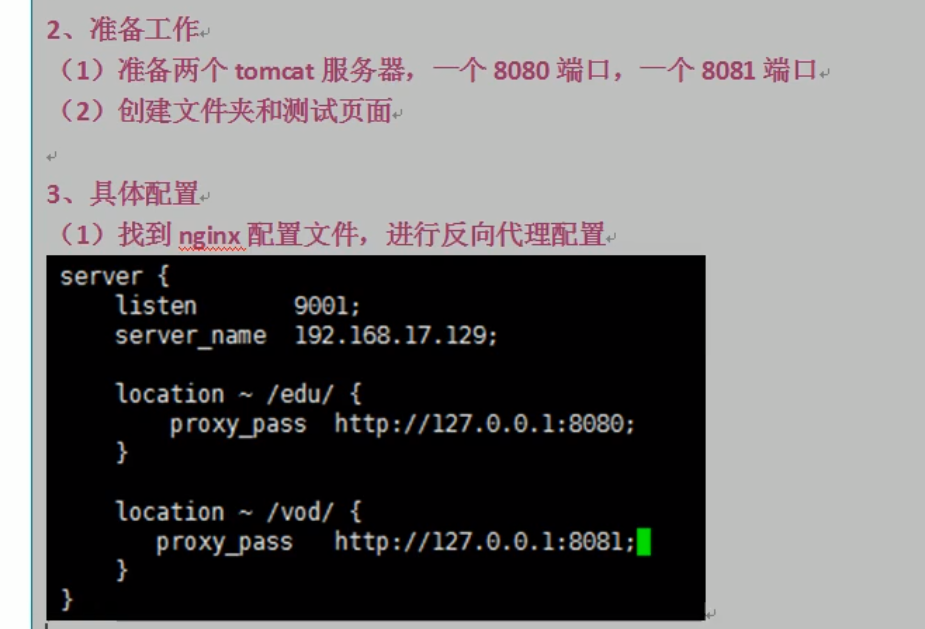 2、准备工作
（1）准备两个 tomcat 服务器，一个 8080 端口，一个 8081 端口
（2）创建文件夹和测试页面
3、具体配置
（1）找到 nginx 配置文件，进行反向代理配置
server {
    listen       9001;
    server_name  192.168.17.129;
    location ~ /edu/ {
        proxy_pass  http://127.0.0.1:8080;
    }
    location ~ /vod/ {
       proxy_pass   http://127.0.0.1:8081;
    }
}